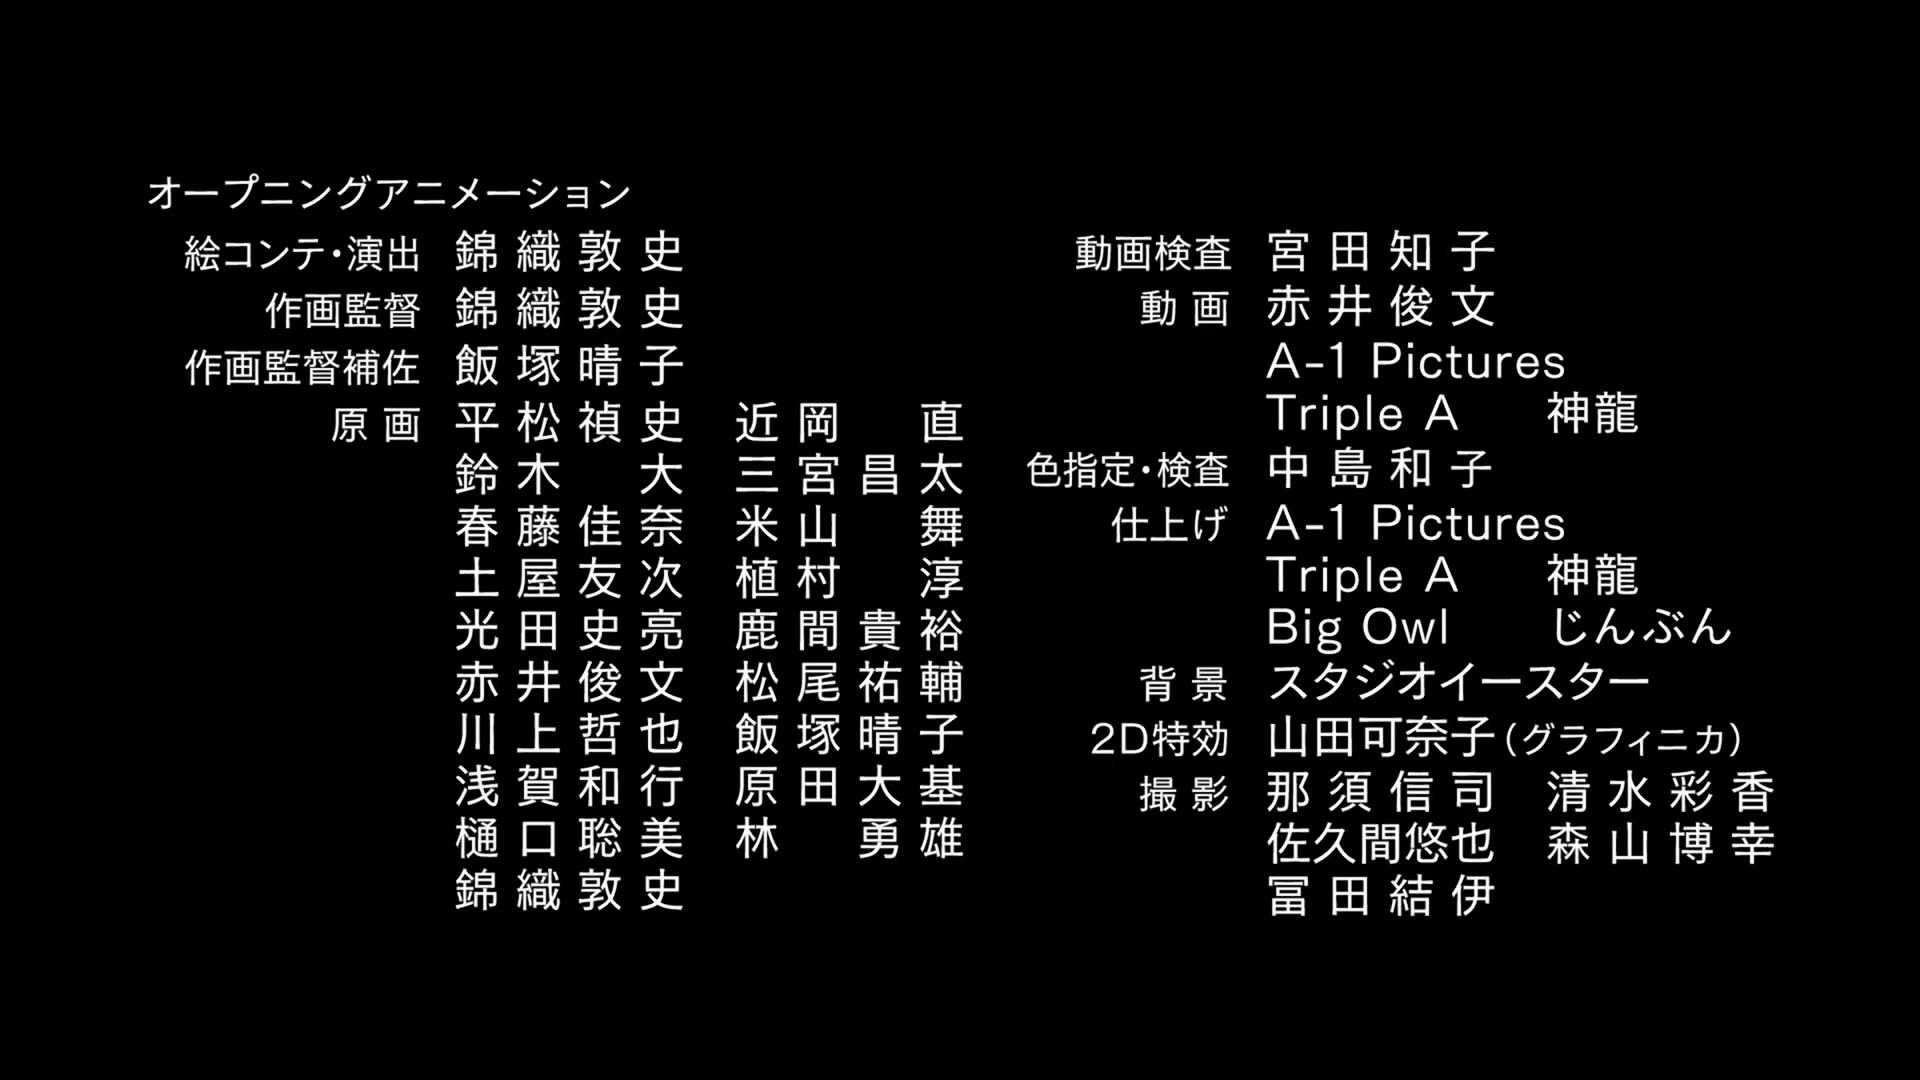 オープニングアニメーション
絵コンテ・演出 錦織敦史
作画監督 錦織敦史
作画監督補佐 飯塚晴子
原画 平松禎史 近岡直
鈴木大 三宮昌太
春藤佳奈 米山舞
土屋友次 植村淳
光田史亮 鹿間貴裕
赤井俊文 松尾祐輔
川上哲也 飯塚晴子
浅賀和行 原田大基
樋口聡美 林勇雄
錦織敦史
動画検査 宮田知子
動画 赤井俊文
A-1 Pictures
Triple A 神龍
色指定・検査 中島和子
仕上げ A-1 Pictures
Triple A 神龍
Big Owl じんぶん
背景 スタジオイースター
2D特効 山田可奈子(グラフィニカ)
撮影 那須信司 清水彩香
佐久間悠也 森山博幸
冨田結伊